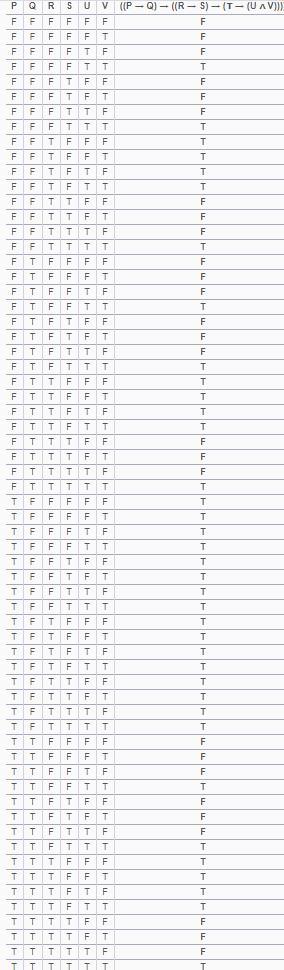 P Q R S U V ((P → Q) → ((R → S) → (T → (U ∧ V))))
F F F F F F F
F F F F F T F
F F F F T F F
F F F F T T T
F F F T F F F
F F F T F T F
F F F T T F F
F F F T T T T
F F T F F F T
F F T F F T T
F F T F T F T
F F T F T T T
F F T T F F F
F F T T F T F
F F T T T F F
F F T T T T T
F T F F F F F
F T F F F T F
F T F F T F F
F T F F T T T
F T F T F F F
F T F T F T F
F T F T T F F
F T F T T T T
F T T F F F T
F T T F F T T
F T T F T F T
F T T F T T T
F T T T F F F
F T T T F T F
F T T T T F F
F T T T T T T
T F F F F F T
T F F F F T T
T F F F T F T
T F F F T T T
T F F T F F T
T F F T F T T
T F F T T F T
T F F T T T T
T F T F F F T
T F T F F T T
T F T F T F T
T F T F T T T
T F T T F F T
T F T T F T T
T F T T T F T
T F T T T T T
T T F F F F F
T T F F F T F
T T F F T F F
T T F F T T T
T T F T F F F
T T F T F T F
T T F T T F F
T T F T T T T
T T T F F F T
T T T F F T T
T T T F T F T
T T T F T T T
T T T T F F F
T T T T F T F
T T T T T F F
T T T T T T T